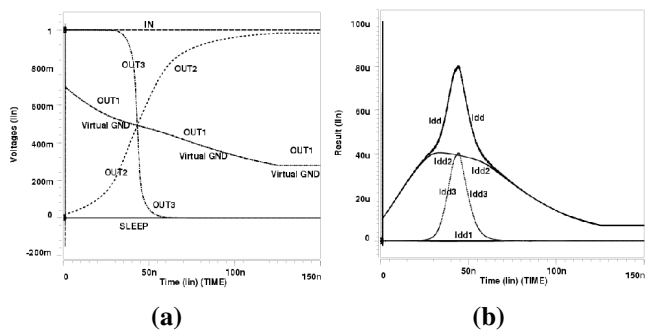 IN
1
800m
600m
400m
200m
0
-200m
Voltages (lin)
OUT3
OUT2
OUT1
Virtual GND
OUT1
Virtual GND
OUT1
Virtual GND
OUT2
OUT3
SLEEP
0
50n
100n
150n
Time (lin) (TIME)
(a)
100u
80u
60u
40u
20u
0
Result (lin)
Idd
Idd
Idd2
Idd2
Idd3
Idd3
Idd1
0
50n
100n
150n
Time (lin) (TIME)
(b)